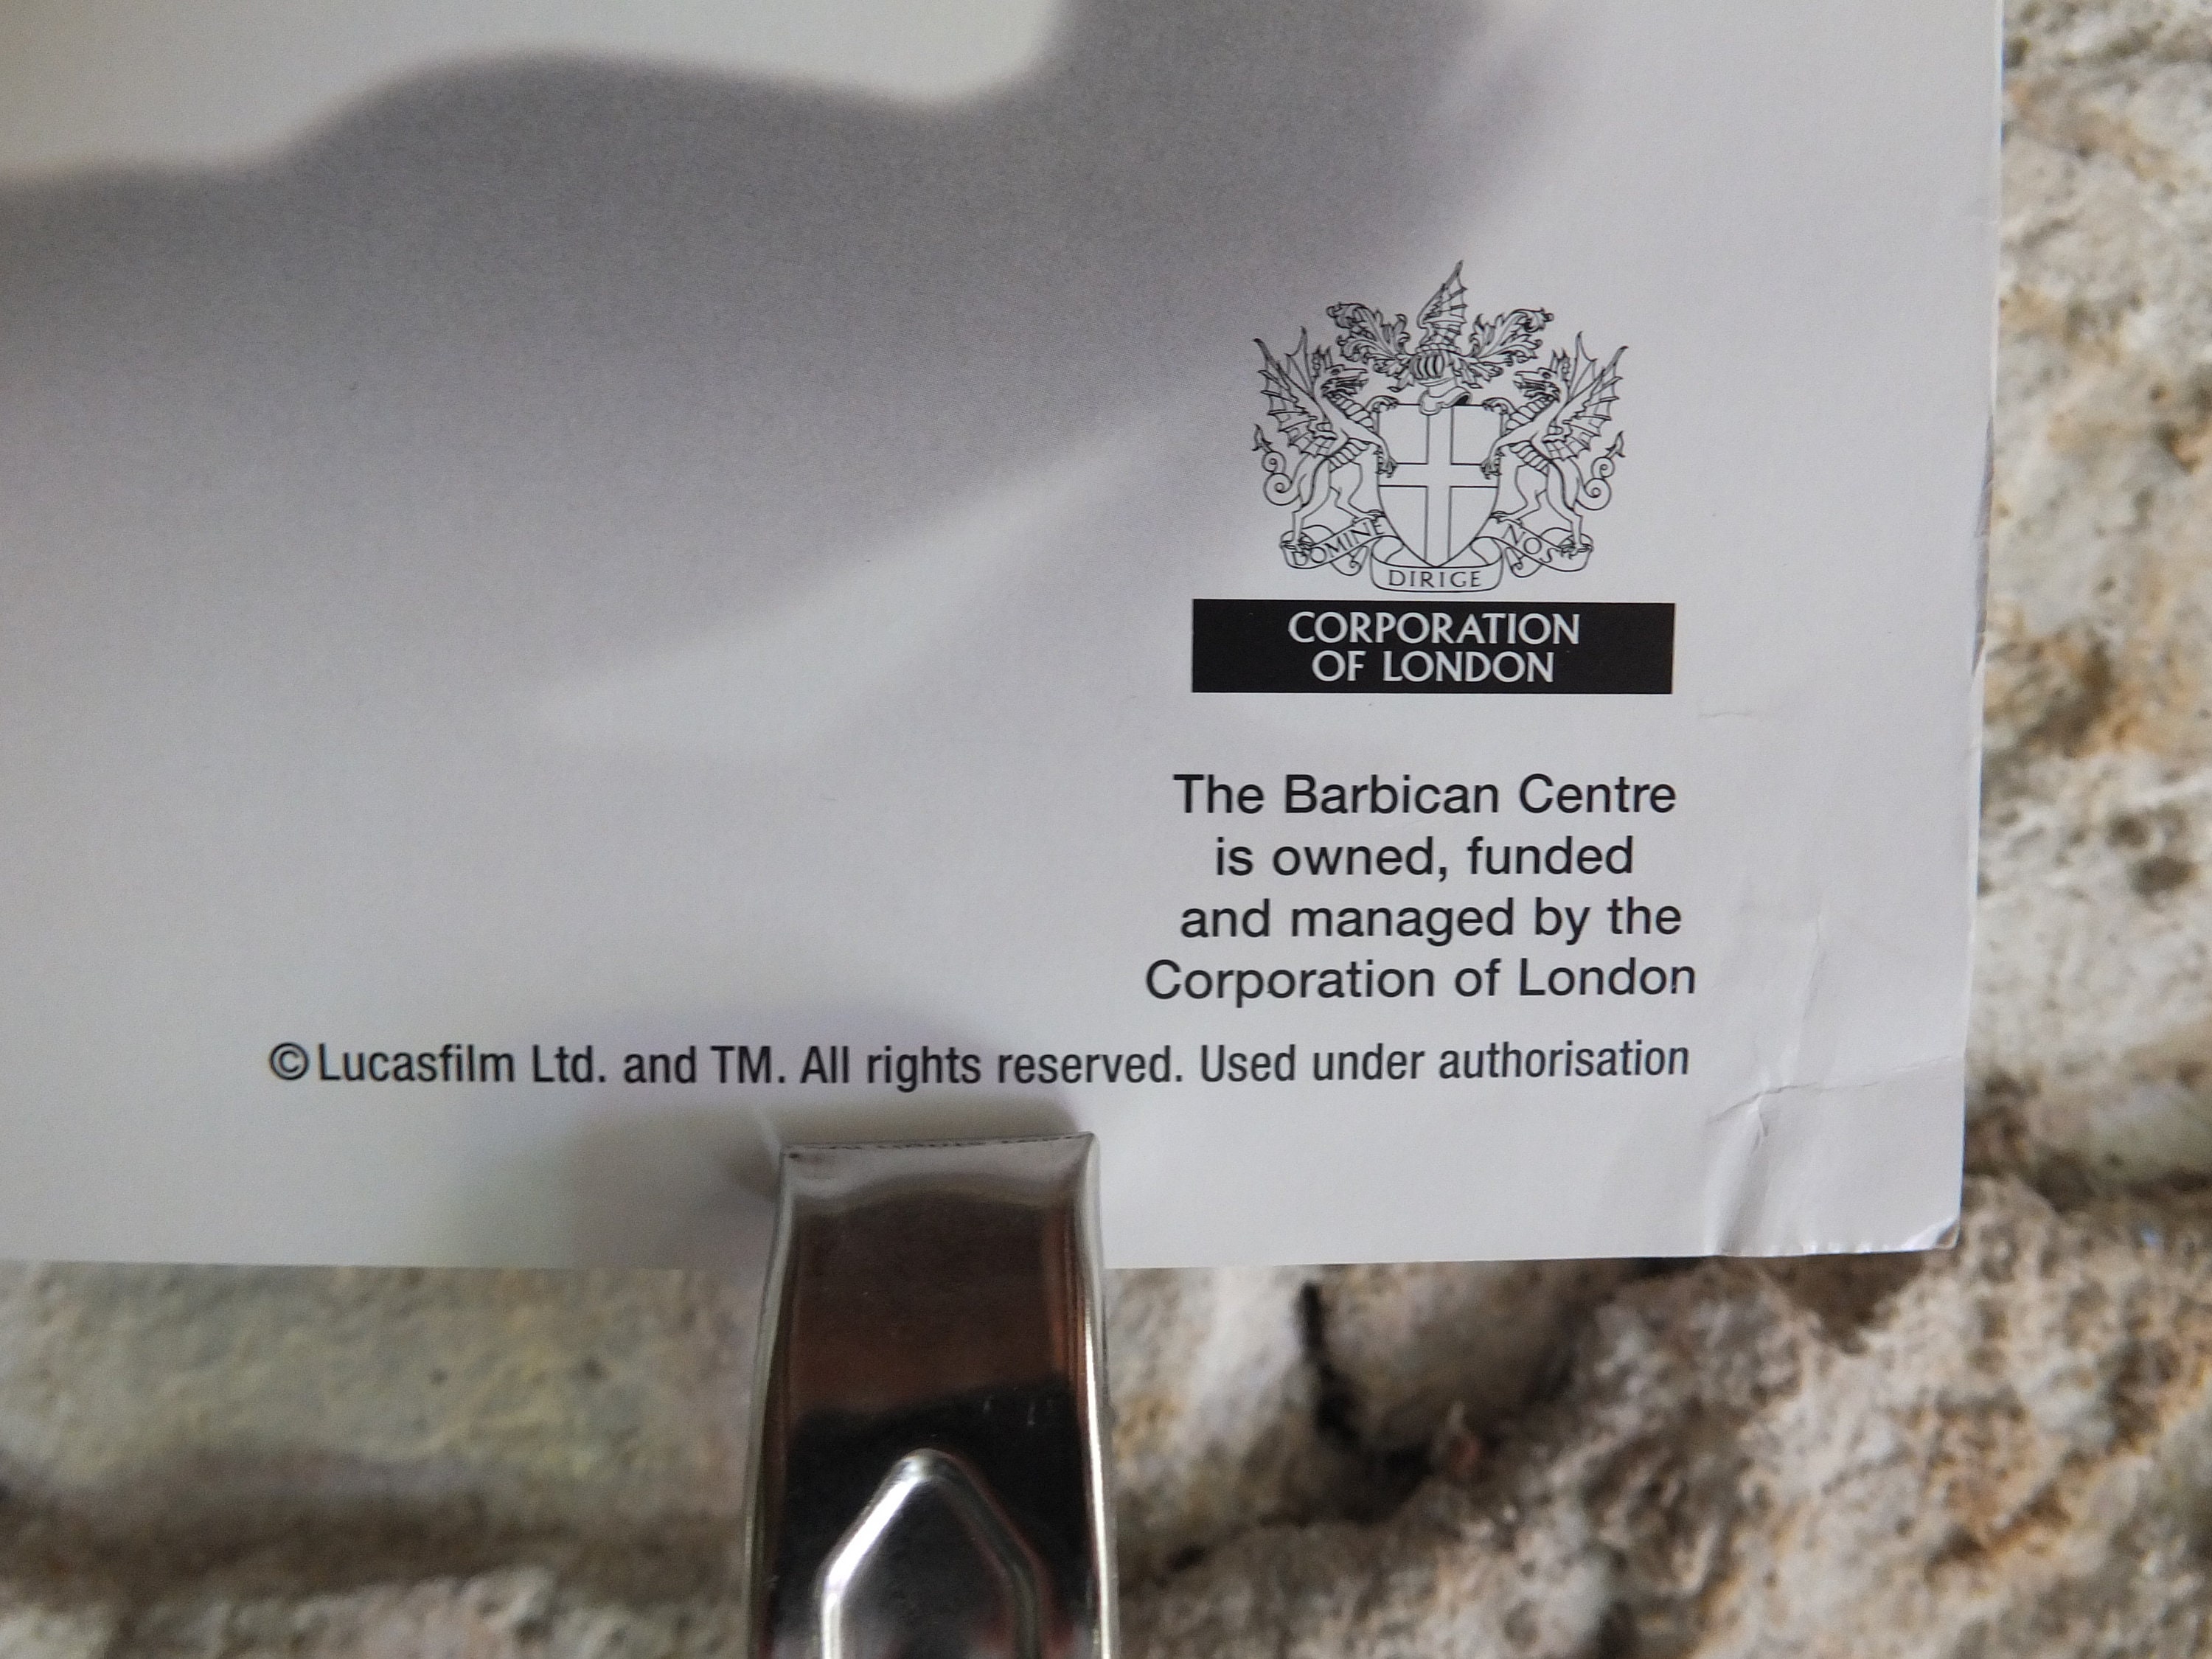 DOMINE NOS
DIRIGE
CORPORATION
OF LONDON
The Barbican Centre
is owned, funded
and managed by the
Corporation of London
©Lucasfilm Ltd. and TM. All rights reserved. Used under authorisation